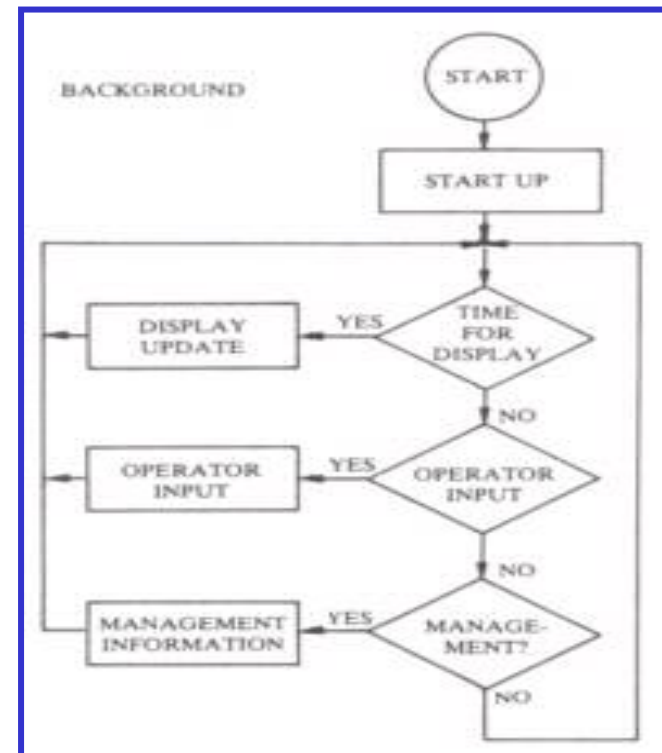 BACKGROUND
START
START UP
TIME
FOR
DISPLAY
YES
DISPLAY
UPDATE
NO
OPERATOR
INPUT
YES
OPERATOR
INPUT
NO
MANAGE-
MENT?
YES
MANAGEMENT
INFORMATION
NO